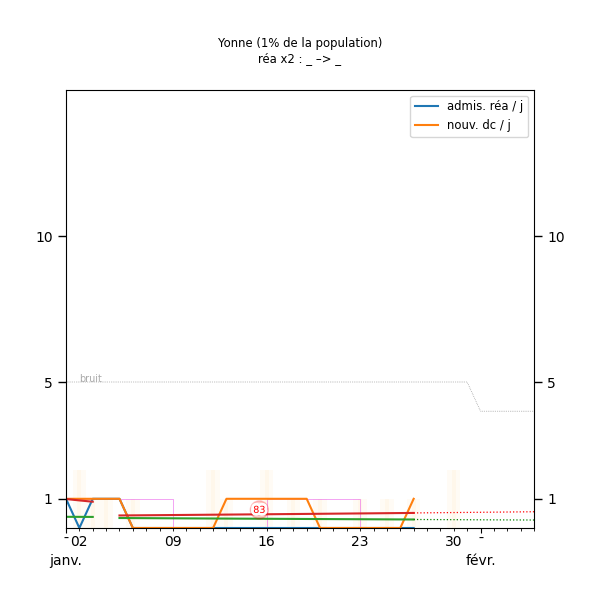 Yonne (1% de la population)
réa x2 : _ –> _
admis. réa / j
nouv. dc / j
10 10
bruit
5 5
83
1 1
02 09 16 23 30
janv. févr.